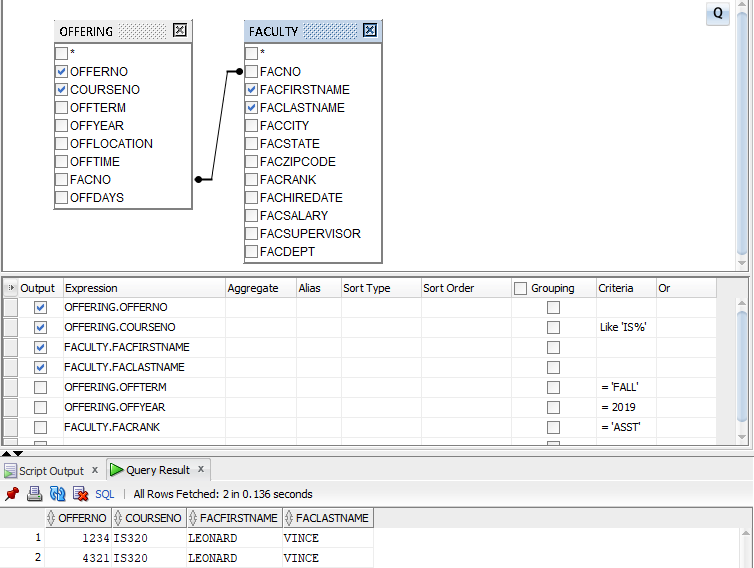 Q
OFFERING
*
OFFERNO
COURSENO
OFFTERM
OFFYEAR
OFFLOCATION
OFFTIME
FACNO
OFFDAYS
FACULTY
*
FACNO
FACFIRSTNAME
FACLASTNAME
FACCITY
FACSTATE
FACZIPCODE
FACRANK
FACHIREDATE
FACSALARY
FACSUPERVISOR
FACDEPT
Output Expression Aggregate Alias Sort Type Sort Order Grouping Criteria Or
OFFERING.OFFERNO
OFFERING.COURSENO Like 'IS%'
FACULTY.FACFIRSTNAME
FACULTY.FACLASTNAME
OFFERING.OFFTERM = 'FALL'
OFFERING.OFFYEAR = 2019
FACULTY.FACRANK = 'ASST'
Script Output x Query Result x
SQL | All Rows Fetched: 2 in 0.136 seconds
OFFERNO COURSENO FACFIRSTNAME FACLASTNAME
1 1234 IS320 LEONARD VINCE
2 4321 IS320 LEONARD VINCE